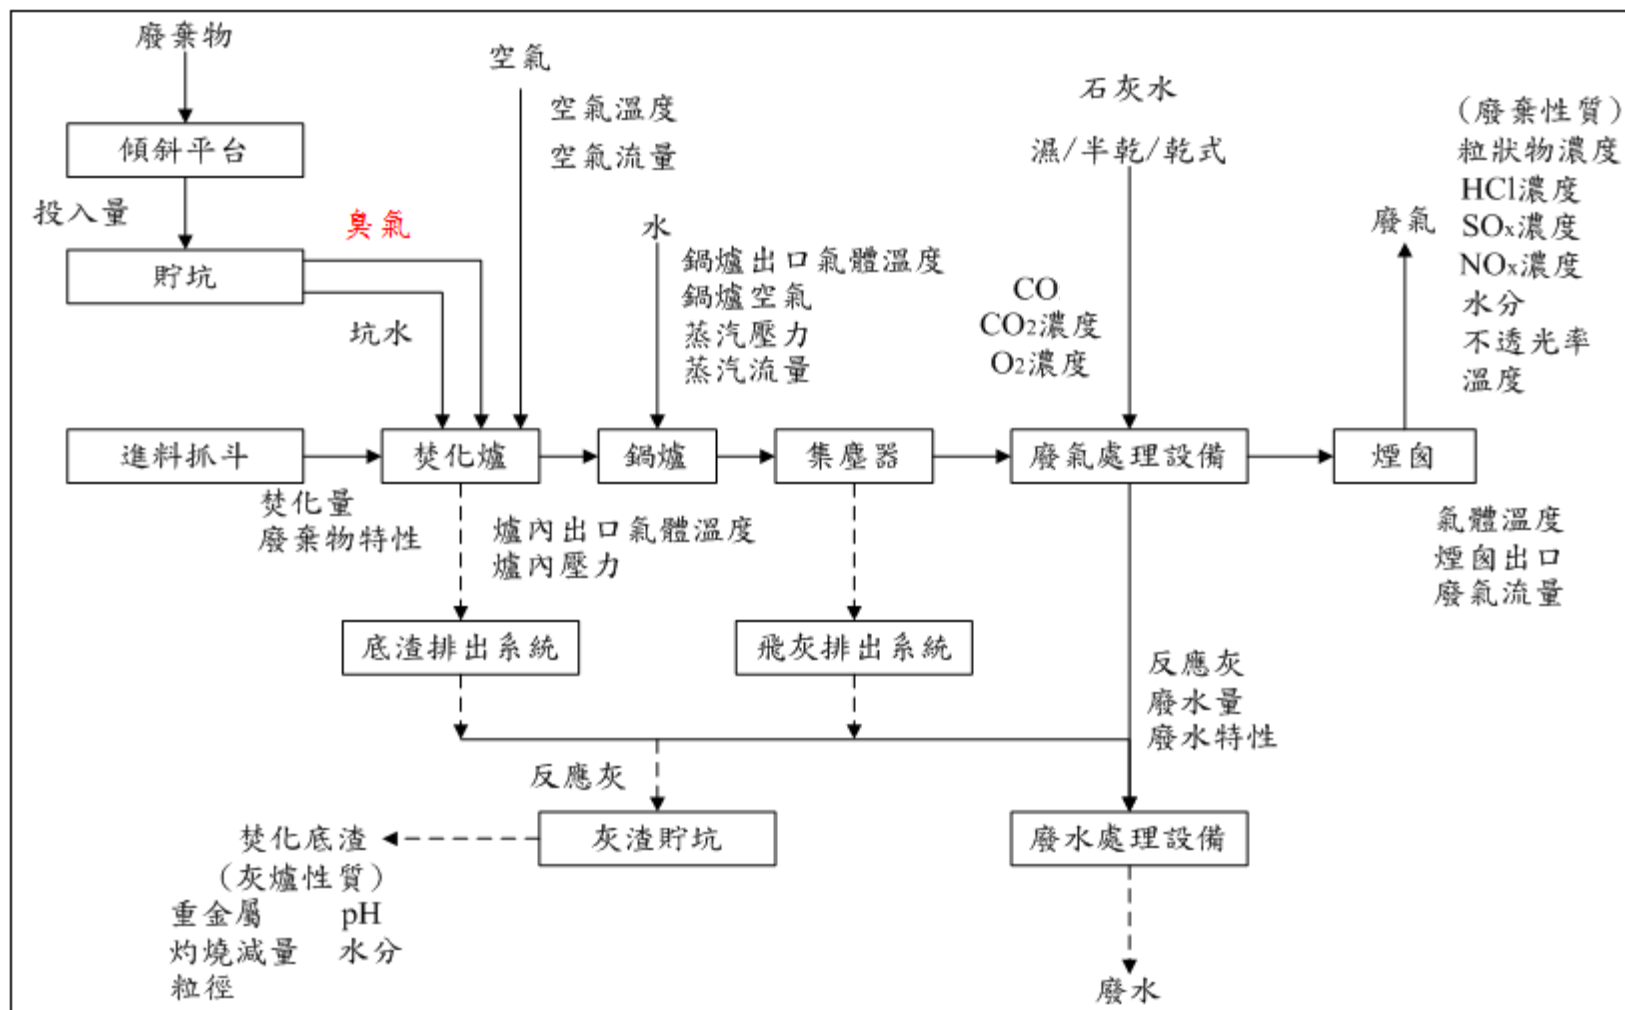 廢棄物
傾斜平台
投入量
貯坑
臭氣
坑水
空氣
空氣溫度
空氣流量
水
鍋爐出口氣體溫度
鍋爐空氣
蒸汽壓力
蒸汽流量
石灰水
濕/半乾/乾式
CO
CO2濃度
O2濃度
廢氣
(廢棄性質)
粒狀物濃度
HCl濃度
SOx濃度
NOx濃度
水分
不透光率
溫度
進料抓斗
焚化爐
鍋爐
集塵器
廢氣處理設備
煙囪
焚化量
廢棄物特性
爐內出口氣體溫度
爐內壓力
氣體溫度
煙囪出口
廢氣流量
底渣排出系統
飛灰排出系統
反應灰
廢水量
廢水特性
反應灰
焚化底渣
(灰爐性質)
重金屬 pH
灼燒減量 水分
粒徑
灰渣貯坑
廢水處理設備
廢水